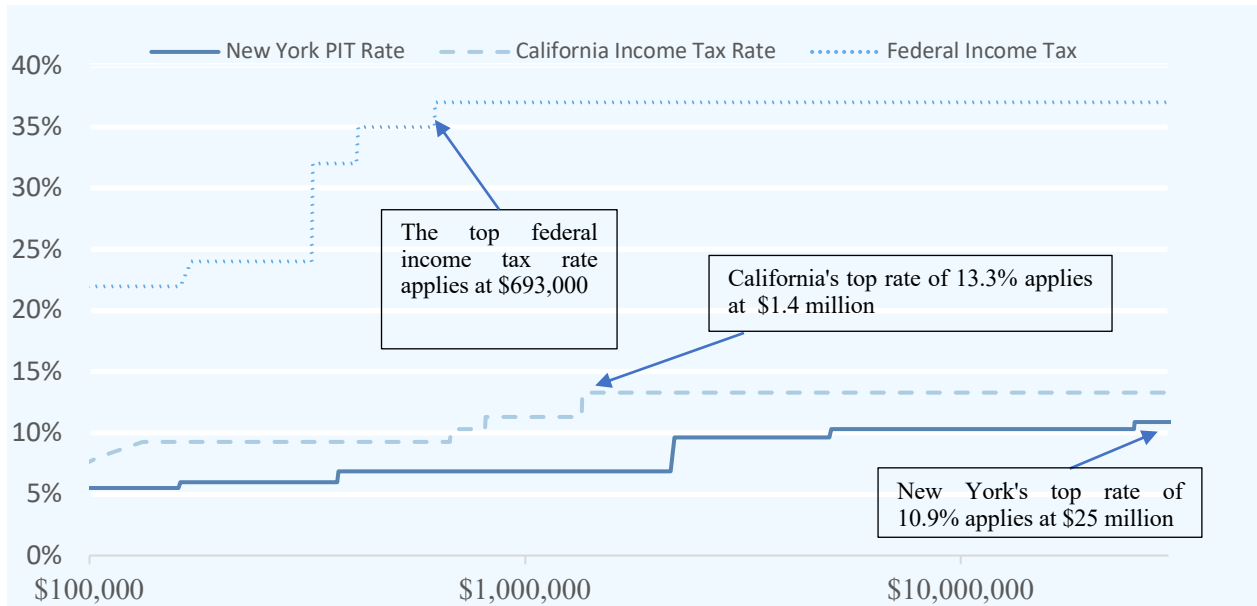 New York PIT Rate California Income Tax Rate Federal Income Tax
40%
35%
30%
25%
20%
15%
10%
5%
0%
The top federal
income tax rate
applies at $693,000
California's top rate of 13.3% applies
at $1.4 million
New York's top rate of
10.9% applies at $25 million
$100,000 $1,000,000 $10,000,000